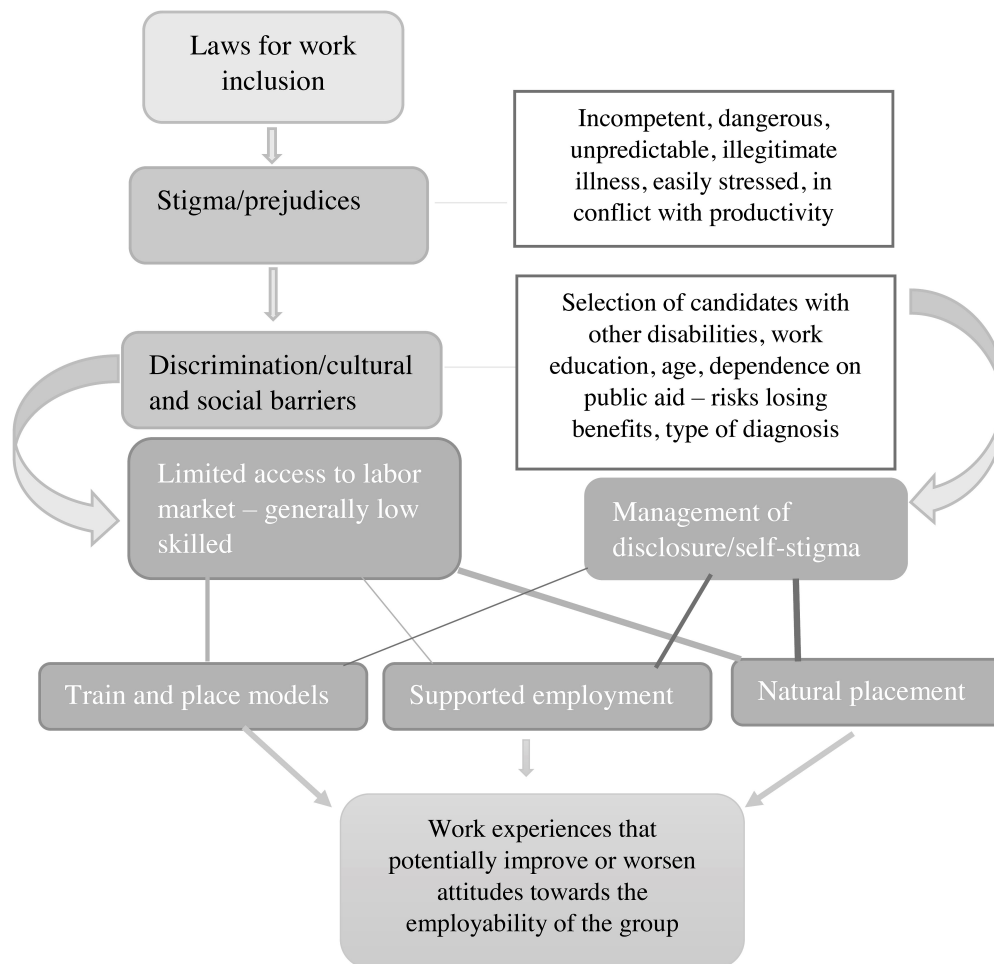 Laws for work
inclusion
Incompetent, dangerous,
unpredictable, illegitimate
illness, easily stressed, in
conflict with productivity
Stigma/prejudices
Selection of candidates with
other disabilities, work
education, age, dependence on
public aid – risks losing
benefits, type of diagnosis
Discrimination/cultural
and social barriers
Limited access to labor
market – generally low
skilled
Management of
disclosure/self-stigma
Train and place models
Supported employment
Natural placement
Work experiences that
potentially improve or worsen
attitudes towards the
employability of the group